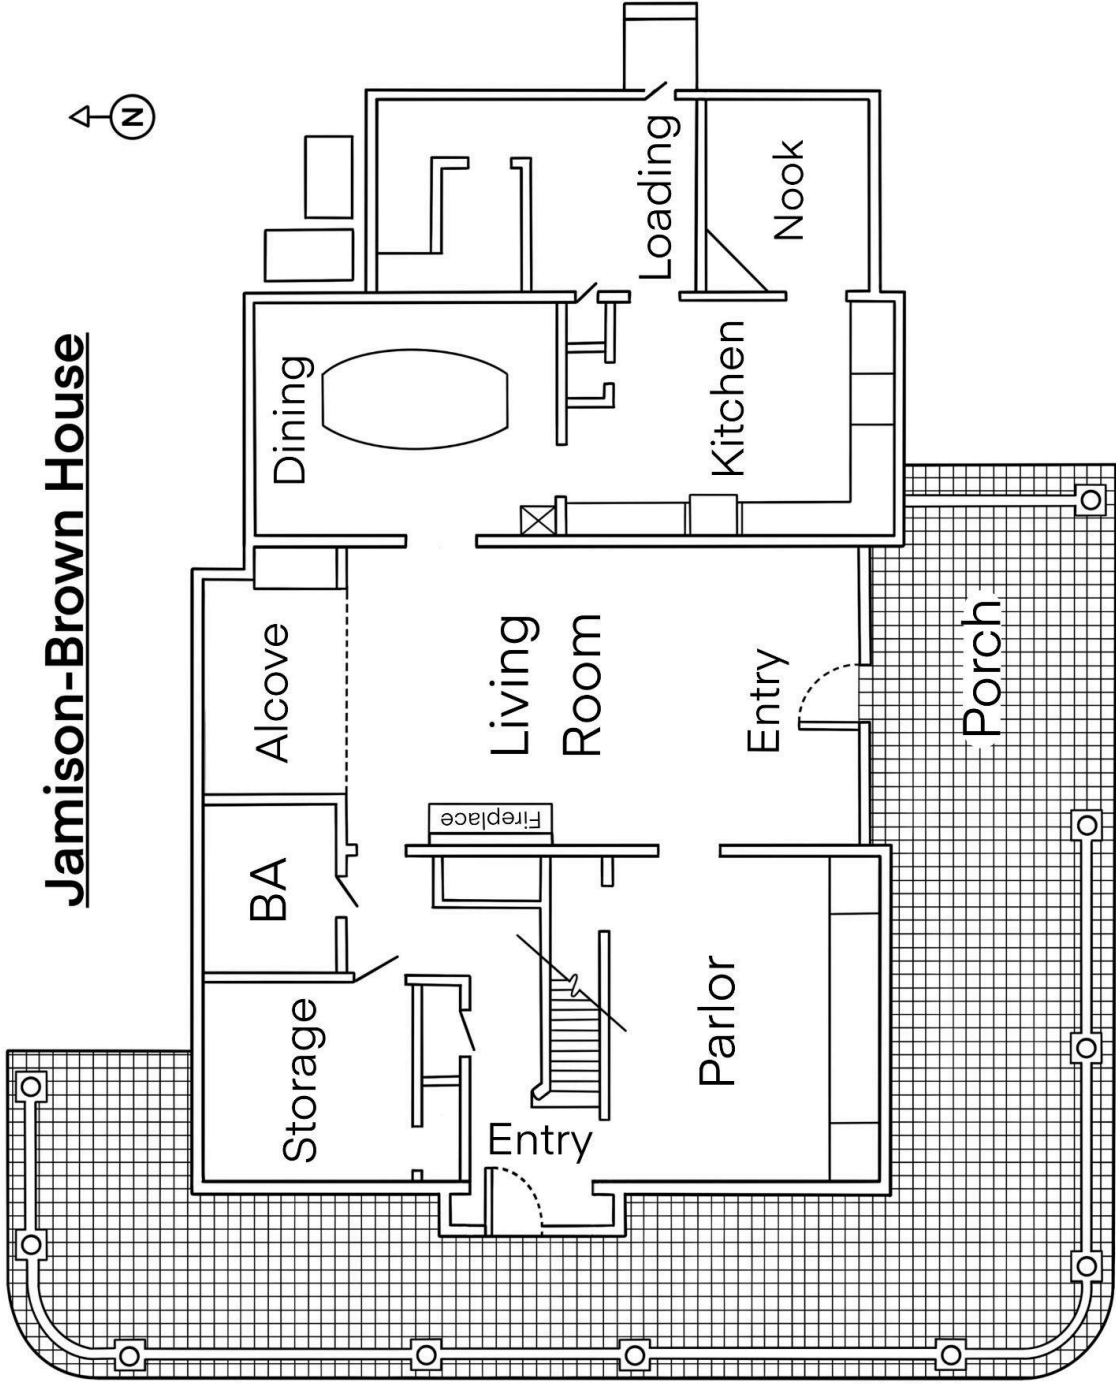 Jamison-Brown House
N
Dining
Loading
Nook
Kitchen
Alcove
Living
Room
Entry
Porch
BA
Fireplace
Storage
Entry
Parlor